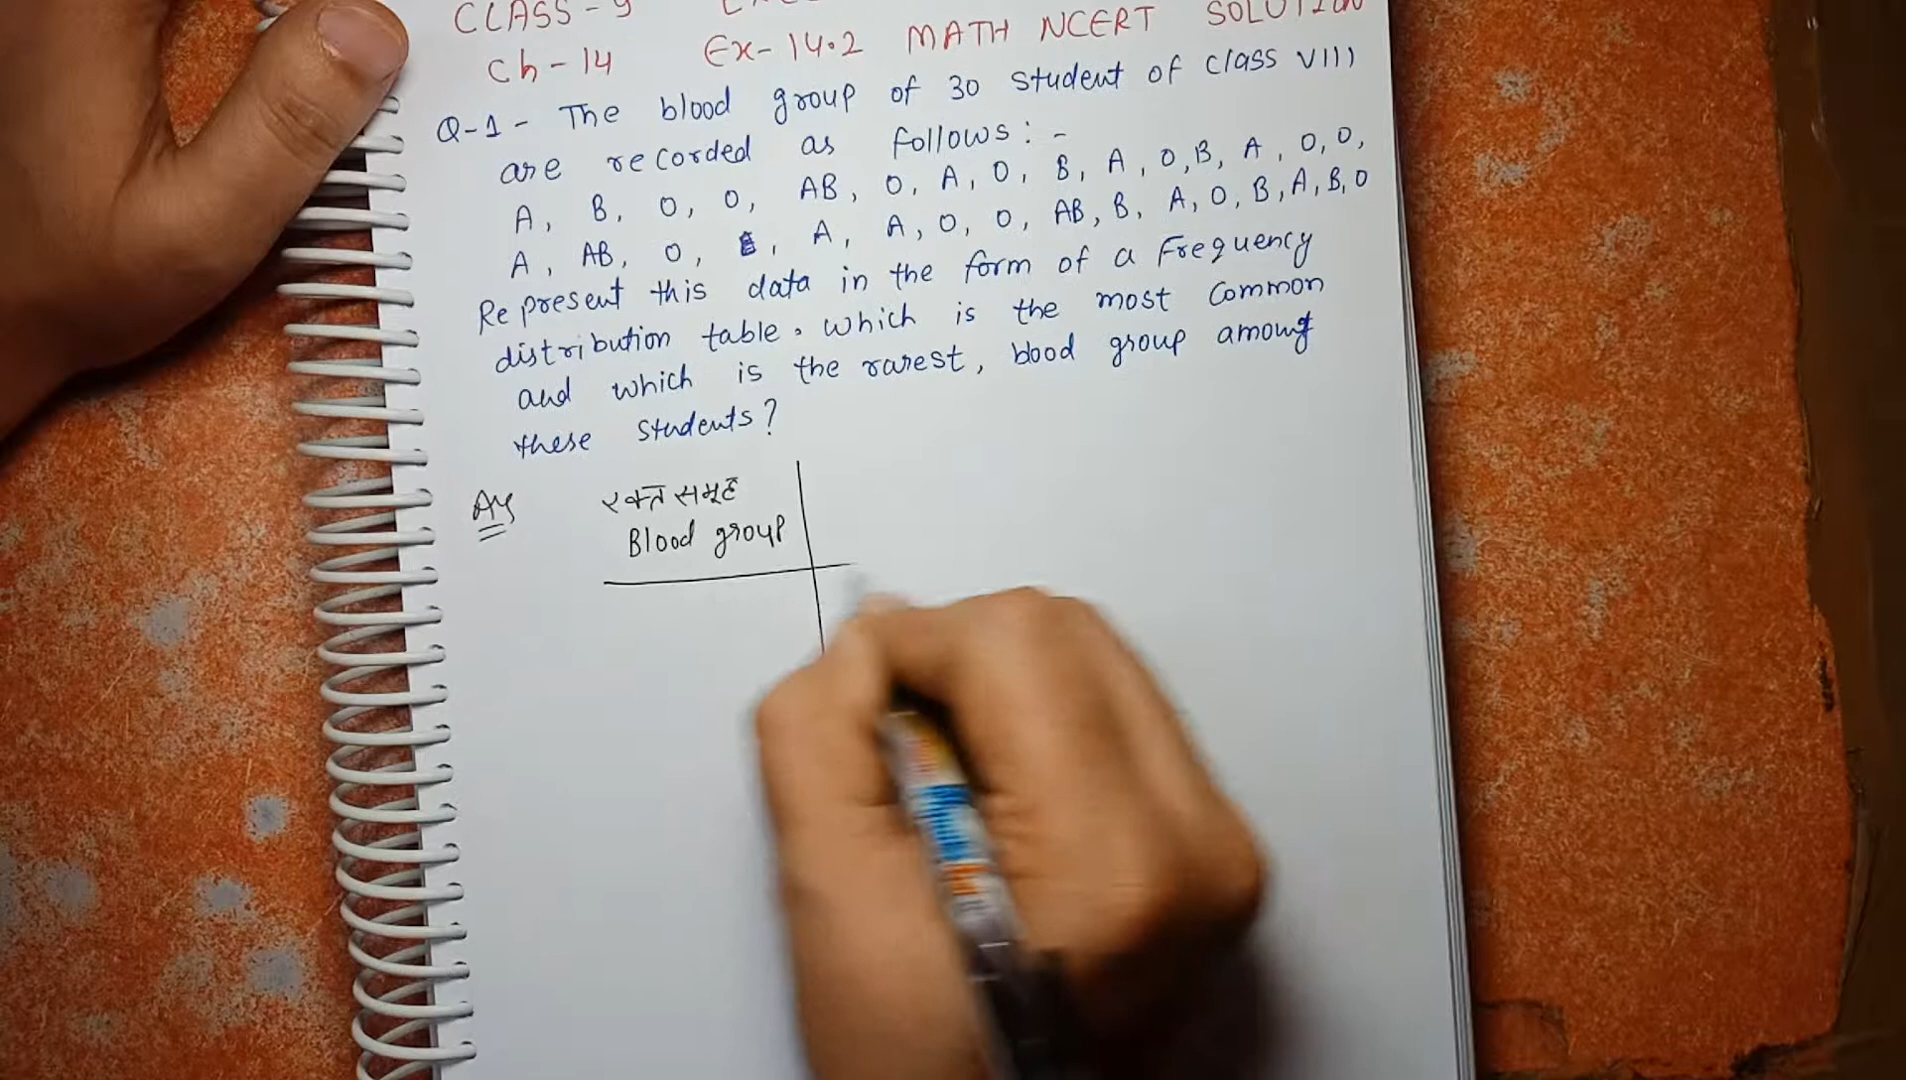 CLASS - 9
Ch - 14 Ex - 14.2 MATH NCERT SOLUTION
Q-1 - The blood group of 30 student of class VIII
are recorded as follows : -
A, B, O, O, AB, O, A, O, B, A, O, B, A, O, O,
A, AB, O, , A, A, O, O, AB, B, A, O, B, A, B, O
Represent this data in the form of a Frequency
distribution table. which is the most common
and which is the rarest, blood group among
these students?
Ans रक्त समूह
Blood group